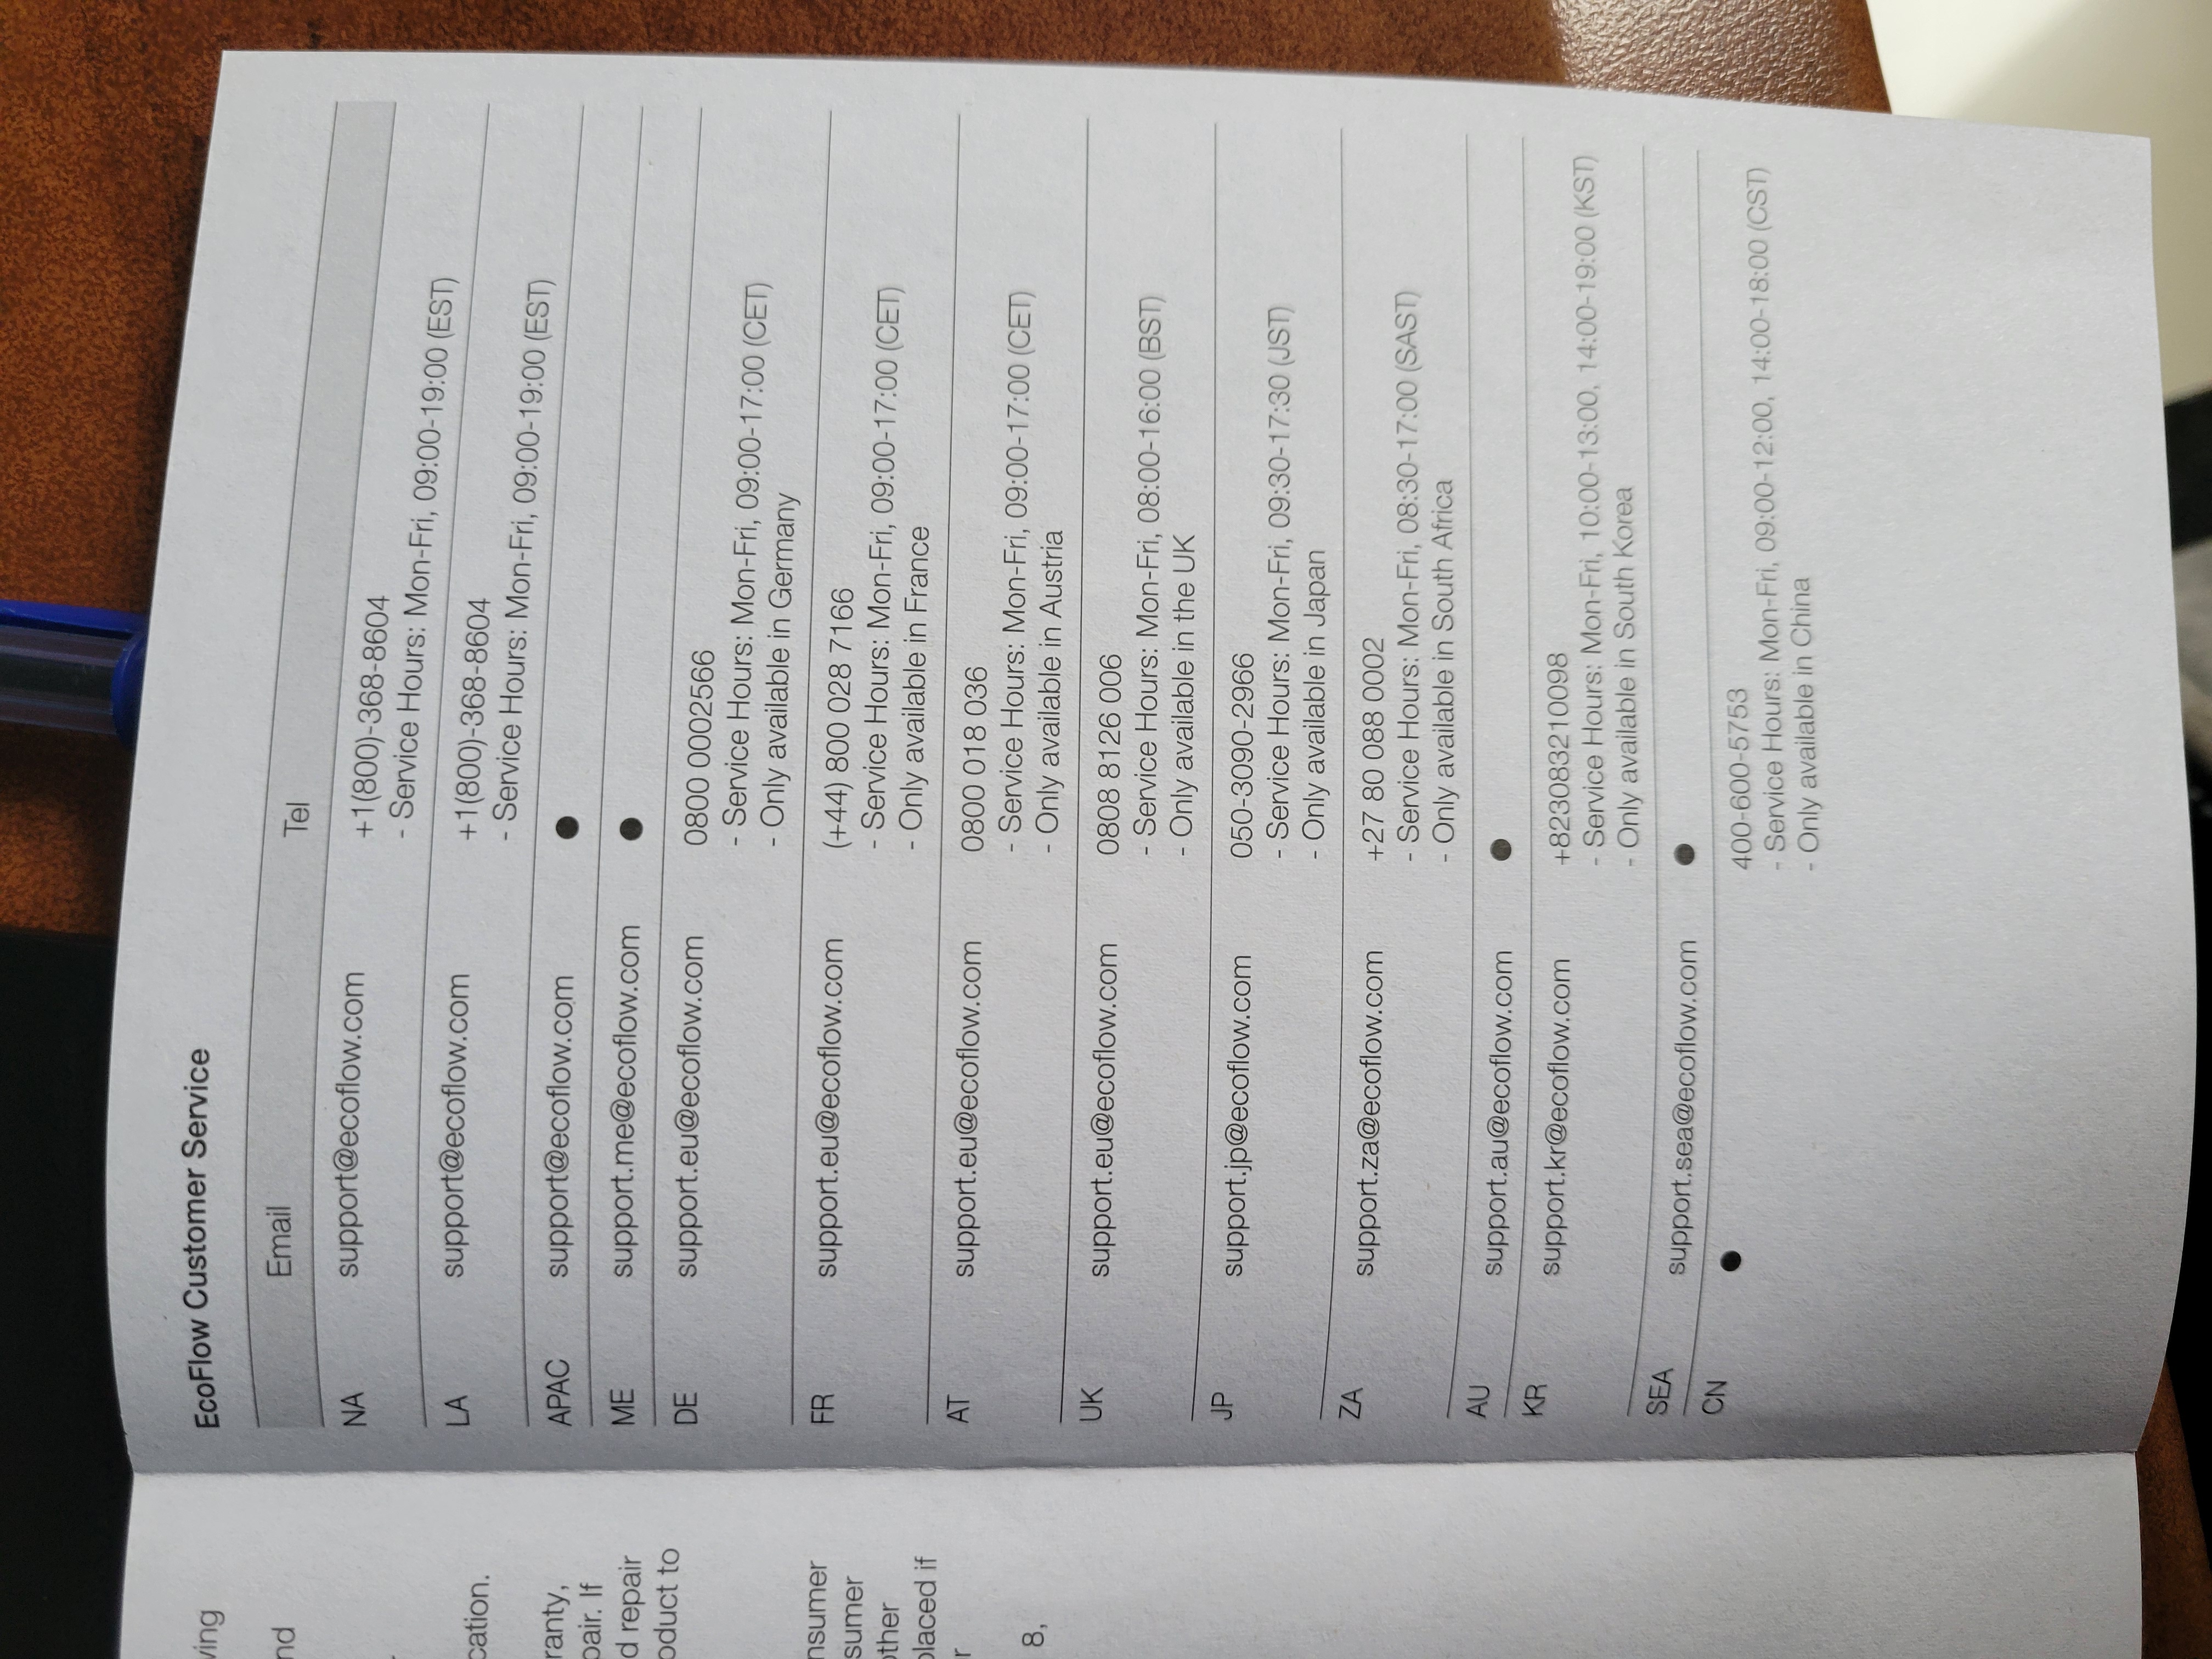 ving
nd
cation.
ranty,
pair. If
d repair
oduct to
nsumer
sumer
other
placed if
r
8,
EcoFlow Customer Service
Email Tel
NA support@ecoflow.com +1(800)-368-8604
- Service Hours: Mon-Fri, 09:00-19:00 (EST)
LA support@ecoflow.com +1(800)-368-8604
- Service Hours: Mon-Fri, 09:00-19:00 (EST)
APAC support@ecoflow.com ●
ME support.me@ecoflow.com ●
DE support.eu@ecoflow.com 0800 0002566
- Service Hours: Mon-Fri, 09:00-17:00 (CET)
- Only available in Germany
FR support.eu@ecoflow.com (+44) 800 028 7166
- Service Hours: Mon-Fri, 09:00-17:00 (CET)
- Only available in France
AT support.eu@ecoflow.com 0800 018 036
- Service Hours: Mon-Fri, 09:00-17:00 (CET)
- Only available in Austria
UK support.eu@ecoflow.com 0808 8126 006
- Service Hours: Mon-Fri, 08:00-16:00 (BST)
- Only available in the UK
JP support.jp@ecoflow.com 050-3090-2966
- Service Hours: Mon-Fri, 09:30-17:30 (JST)
- Only available in Japan
ZA support.za@ecoflow.com +27 80 088 0002
- Service Hours: Mon-Fri, 08:30-17:00 (SAST)
- Only available in South Africa
AU support.au@ecoflow.com ●
KR support.kr@ecoflow.com +823083210098
- Service Hours: Mon-Fri, 10:00-13:00, 14:00-19:00 (KST)
- Only available in South Korea
SEA support.sea@ecoflow.com ●
CN ● 400-600-5753
- Service Hours: Mon-Fri, 09:00-12:00, 14:00-18:00 (CST)
- Only available in China